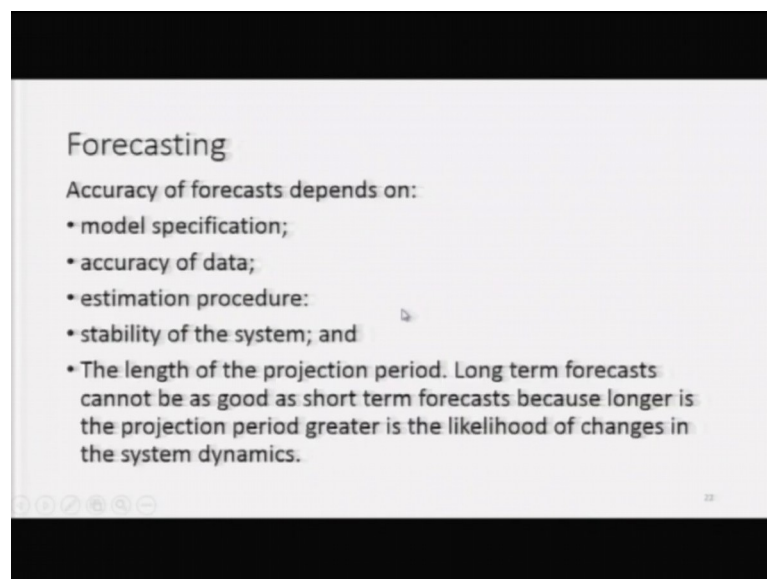 Forecasting
Accuracy of forecasts depends on:
• model specification;
• accuracy of data;
• estimation procedure:
• stability of the system; and
• The length of the projection period. Long term forecasts
cannot be as good as short term forecasts because longer is
the projection period greater is the likelihood of changes in
the system dynamics.
22